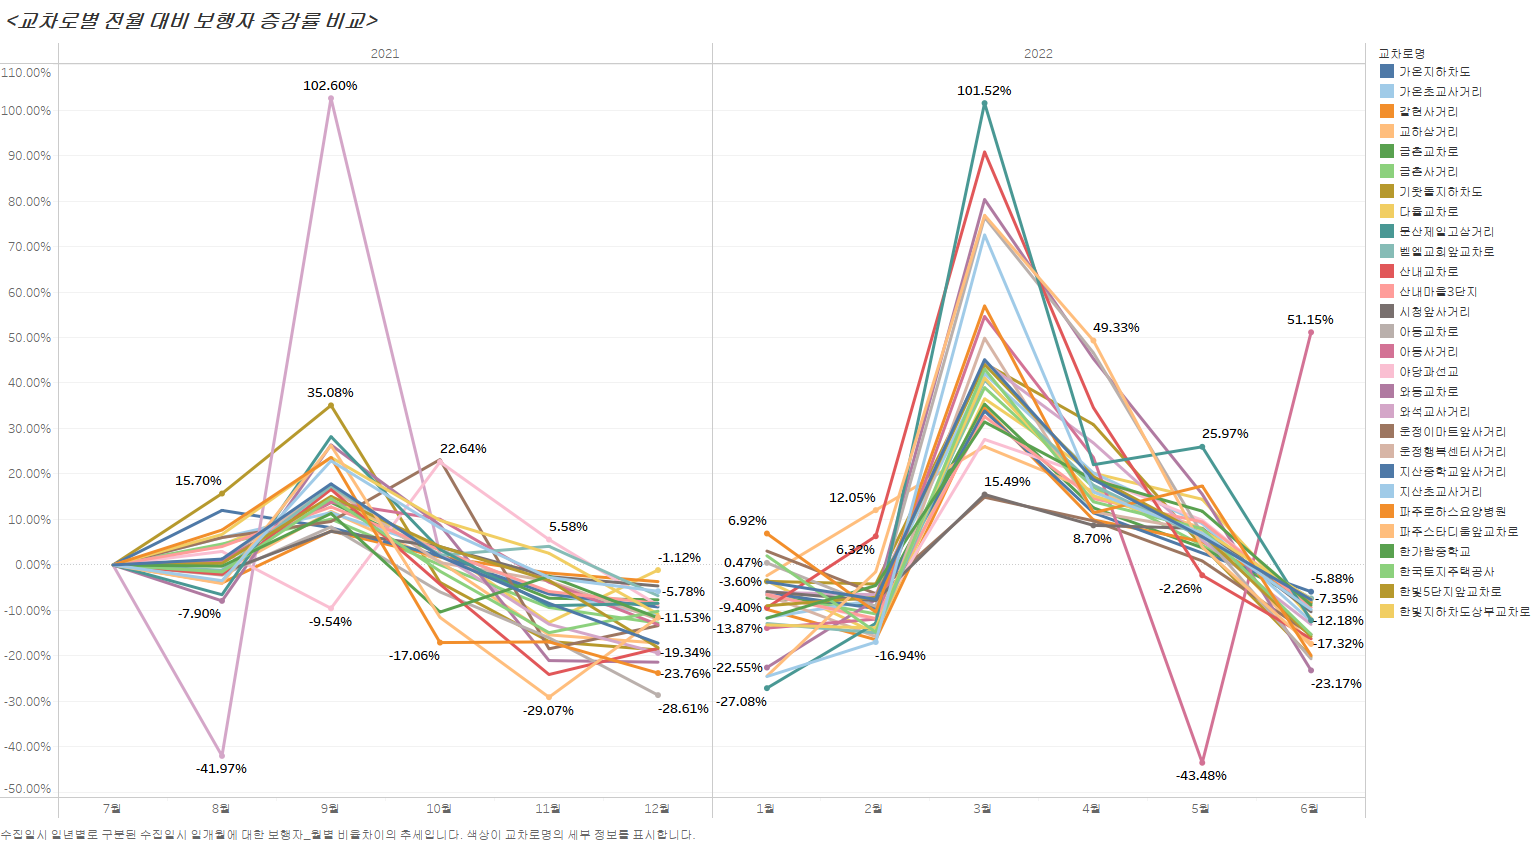 <교차로별 전월 대비 보행자 증감률 비교>
2021
2022
교차로명
110.00%
100.00%
90.00%
80.00%
70.00%
60.00%
50.00%
40.00%
30.00%
20.00%
10.00%
0.00%
-10.00%
-20.00%
-30.00%
-40.00%
-50.00%
15.70%
-7.90%
-41.97%
102.60%
35.08%
-9.54%
22.64%
-17.06%
5.58%
-29.07%
-1.12%
-5.78%
-11.53%
-19.34%
-23.76%
-28.61%
6.92%
0.47%
-3.60%
-9.40%
-13.87%
-22.55%
-27.08%
12.05%
6.32%
-16.94%
101.52%
15.49%
49.33%
8.70%
25.97%
-2.26%
-43.48%
51.15%
-5.88%
-7.35%
-12.18%
-17.32%
-23.17%
7월
8월
9월
10월
11월
12월
1월
2월
3월
4월
5월
6월
가온지하차도
가온초교사거리
갈현사거리
교하삼거리
금촌교차로
금촌사거리
기왓돌지하차도
다율교차로
문산제일고삼거리
벧엘교회앞교차로
산내교차로
산내마을3단지
시청앞사거리
아동교차로
아동사거리
야당과선교
와동교차로
와석교사거리
운정이마트앞사거리
운정행복센터사거리
지산중학교앞사거리
지산초교사거리
파주로하스요양병원
파주스타디움앞교차로
한가람중학교
한국토지주택공사
한빛5단지앞교차로
한빛지하차도상부교차로
수집일시 일년별로 구분된 수집일시 일개월에 대한 보행자_월별 비율차이의 추세입니다. 색상이 교차로명의 세부 정보를 표시합니다.